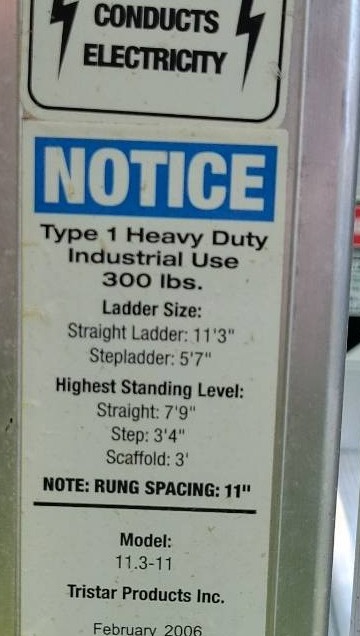 CONDUCTS
ELECTRICITY
NOTICE
Type 1 Heavy Duty
Industrial Use
300 lbs.
Ladder Size:
Straight Ladder: 11'3"
Stepladder: 5'7"
Highest Standing Level:
Straight: 7'9"
Step: 3'4"
Scaffold: 3'
NOTE: RUNG SPACING: 11"
Model:
11.3-11
Tristar Products Inc.
February 2006